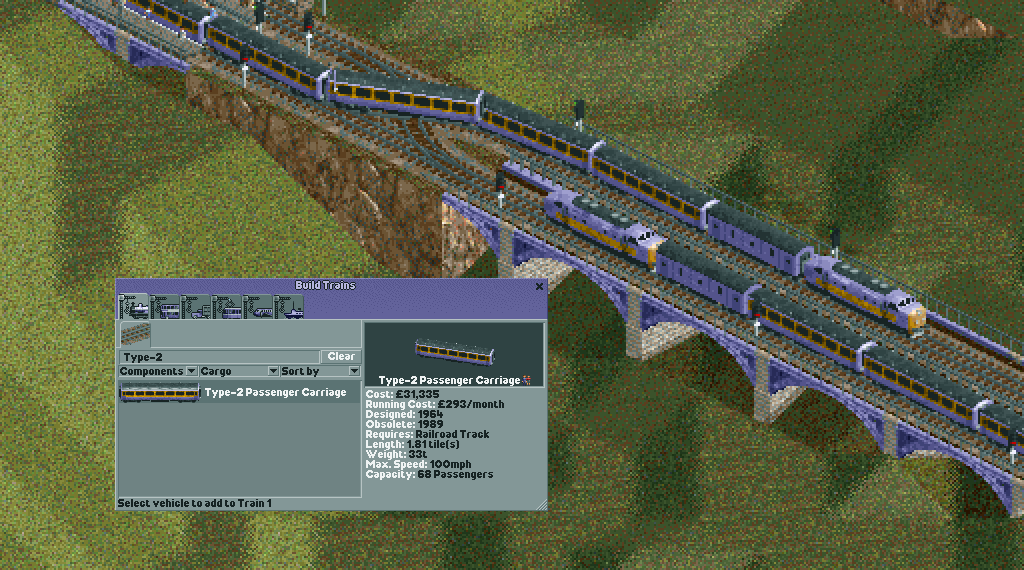 Build Trains
Type-2
Clear
Components Cargo Sort by
Type-2 Passenger Carriage
Type-2 Passenger Carriage
Cost: £31,335
Running Cost: £293/month
Designed: 1964
Obsolete: 1989
Requires: Railroad Track
Length: 1.81 tile(s)
Weight: 33t
Max. Speed: 100mph
Capacity: 68 Passengers
Select vehicle to add to Train 1